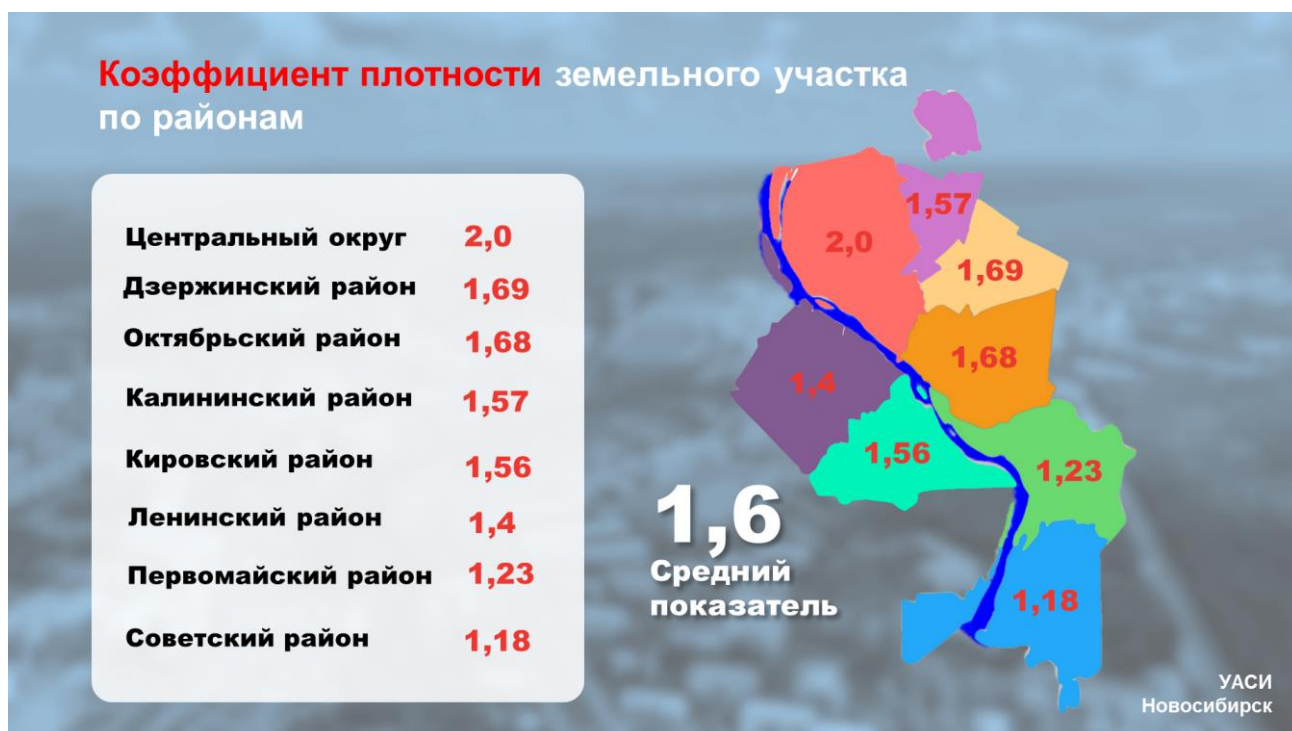 Коэффициент плотности земельного участка
по районам
Центральный округ 2,0
Дзержинский район 1,69
Октябрьский район 1,68
Калининский район 1,57
Кировский район 1,56
Ленинский район 1,4
Первомайский район 1,23
Советский район 1,18
1,57
2,0
1,69
1,68
1,4
1,56
1,23
1,18
1,6
Средний
показатель
УАСИ
Новосибирск